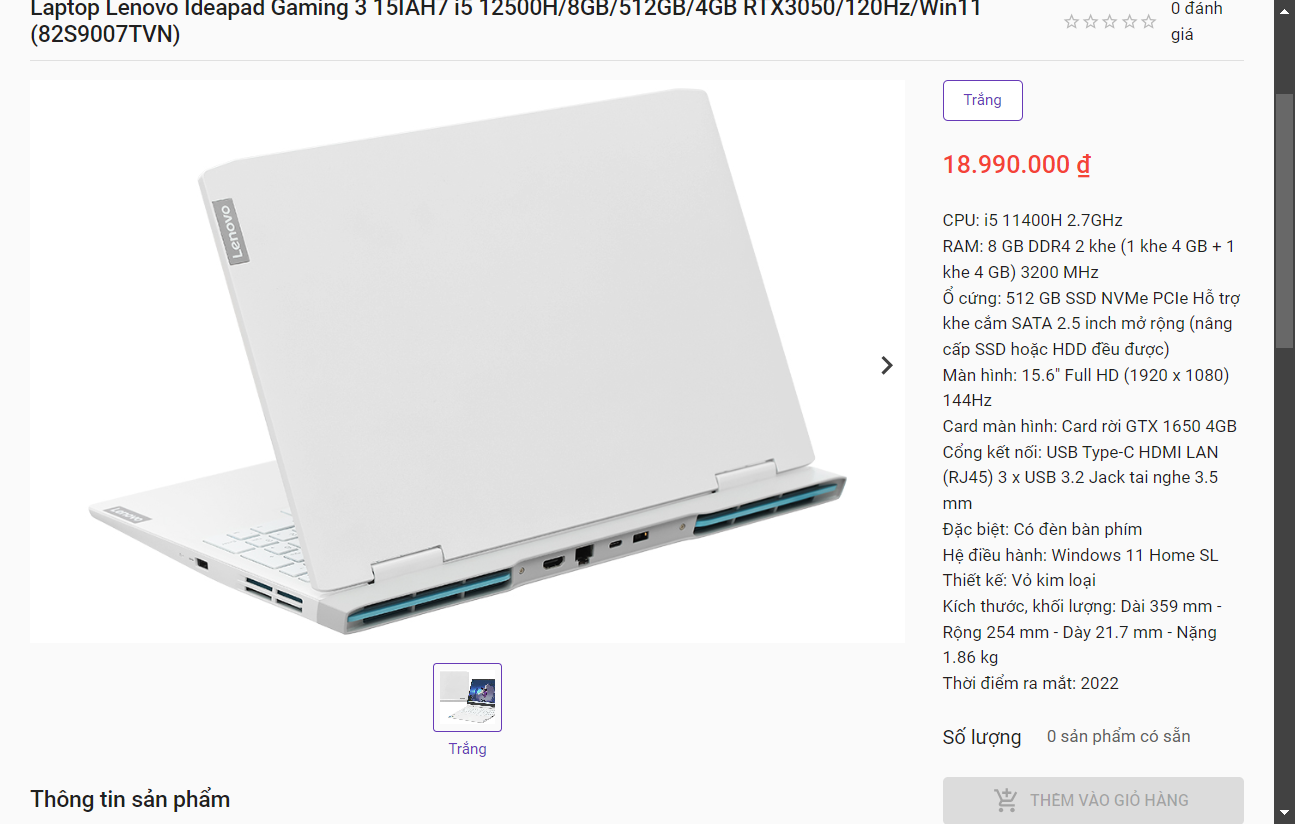 Laptop Lenovo Ideapad Gaming 3 15IAH7 i5 12500H/8GB/512GB/4GB RTX3050/120Hz/Win11
(82S9007TVN)
0 đánh
giá
Lenovo
Lenovo
Trắng
Thông tin sản phẩm
Trắng
18.990.000 ₫
CPU: i5 11400H 2.7GHz
RAM: 8 GB DDR4 2 khe (1 khe 4 GB + 1
khe 4 GB) 3200 MHz
Ổ cứng: 512 GB SSD NVMe PCIe Hỗ trợ
khe cắm SATA 2.5 inch mở rộng (nâng
cấp SSD hoặc HDD đều được)
Màn hình: 15.6" Full HD (1920 x 1080)
144Hz
Card màn hình: Card rời GTX 1650 4GB
Cổng kết nối: USB Type-C HDMI LAN
(RJ45) 3 x USB 3.2 Jack tai nghe 3.5
mm
Đặc biệt: Có đèn bàn phím
Hệ điều hành: Windows 11 Home SL
Thiết kế: Vỏ kim loại
Kích thước, khối lượng: Dài 359 mm -
Rộng 254 mm - Dày 21.7 mm - Nặng
1.86 kg
Thời điểm ra mắt: 2022
Số lượng 0 sản phẩm có sẵn
THÊM VÀO GIỎ HÀNG